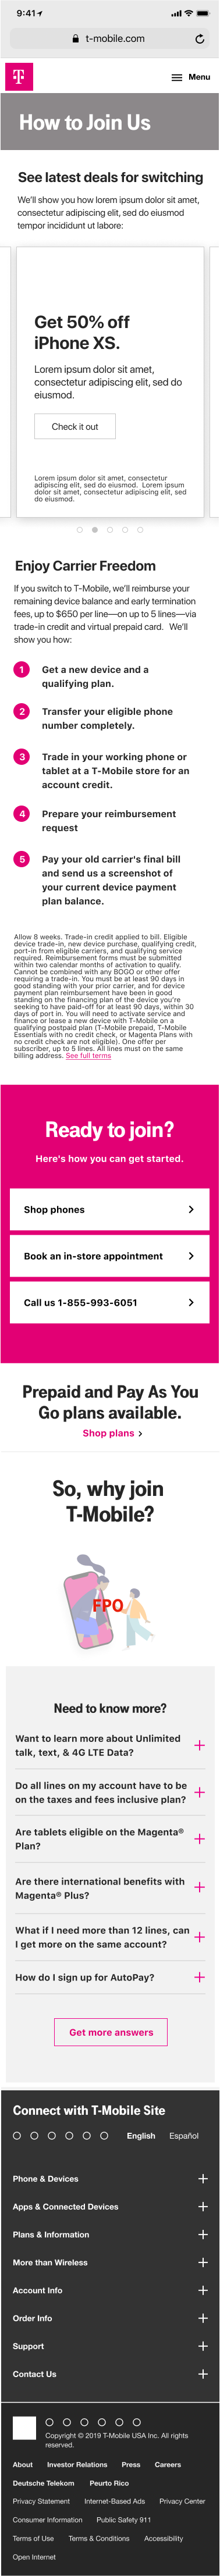 9:41
t-mobile.com
T
Menu
How to Join Us
See latest deals for switching
We'll show you how lorem ipsum dolor sit amet,
consectetur adipiscing elit, sed do eiusmod
tempor incididunt ut labore:
Get 50% off
iPhone XS.
Lorem ipsum dolor sit amet,
consectetur adipiscing elit, sed do
eiusmod.
Check it out
Lorem ipsum dolor sit amet, consectetur
adipiscing elit, sed do eiusmod. Lorem ipsum
dolor sit amet, consectetur adipiscing elit, sed
do eiusmod.
Enjoy Carrier Freedom
If you switch to T-Mobile, we'll reimburse your
remaining device balance and early termination
fees, up to $650 per line—on up to 5 lines—via
trade-in credit and virtual prepaid card. We'll
show you how:
1 Get a new device and a
qualifying plan.
2 Transfer your eligible phone
number completely.
3 Trade in your working phone or
tablet at a T-Mobile store for an
account credit.
4 Prepare your reimbursement
request
5 Pay your old carrier's final bill
and send us a screenshot of
your current device payment
plan balance.
Allow 8 weeks. Trade-in credit applied to bill. Eligible
device trade-in, new device purchase, qualifying credit,
port-in from eligible carriers, and qualifying service
required. Reimbursement forms must be submitted
within two calendar months of activation to qualify.
Cannot be combined with any BOGO or other offer
requiring a trade-in. You must be at least 90 days in
good standing with your prior carrier, and for device
payment plan reimbursement have been in good
standing on the financing plan of the device you're
seeking to have paid-off for at least 90 days, within 30
days of port in. You will need to activate service and
finance or lease a new device with T-Mobile on a
qualifying postpaid plan (T-Mobile Prepaid, T-Mobile
Essentials with no credit check, or Magenta Plans with
no credit check are not eligible). One offer per
subscriber, up to 5 lines. All lines must on the same
billing address. See full terms
Ready to join?
Here's how you can get started.
Shop phones
Book an in-store appointment
Call us 1-855-993-6051
Prepaid and Pay As You
Go plans available.
Shop plans
So, why join
T-Mobile?
FPO
Need to know more?
Want to learn more about Unlimited
talk, text, & 4G LTE Data?
Do all lines on my account have to be
on the taxes and fees inclusive plan?
Are tablets eligible on the Magenta®
Plan?
Are there international benefits with
Magenta® Plus?
What if I need more than 12 lines, can
I get more on the same account?
How do I sign up for AutoPay?
Get more answers
Connect with T-Mobile Site
English Español
Phone & Devices
Apps & Connected Devices
Plans & Information
More than Wireless
Account Info
Order Info
Support
Contact Us
Copyright © 2019 T-Mobile USA Inc. All rights
reserved.
About Investor Relations Press Careers
Deutsche Telekom Peurto Rico
Privacy Statement Internet-Based Ads Privacy Center
Consumer Information Public Safety 911
Terms of Use Terms & Conditions Accessibility
Open Internet